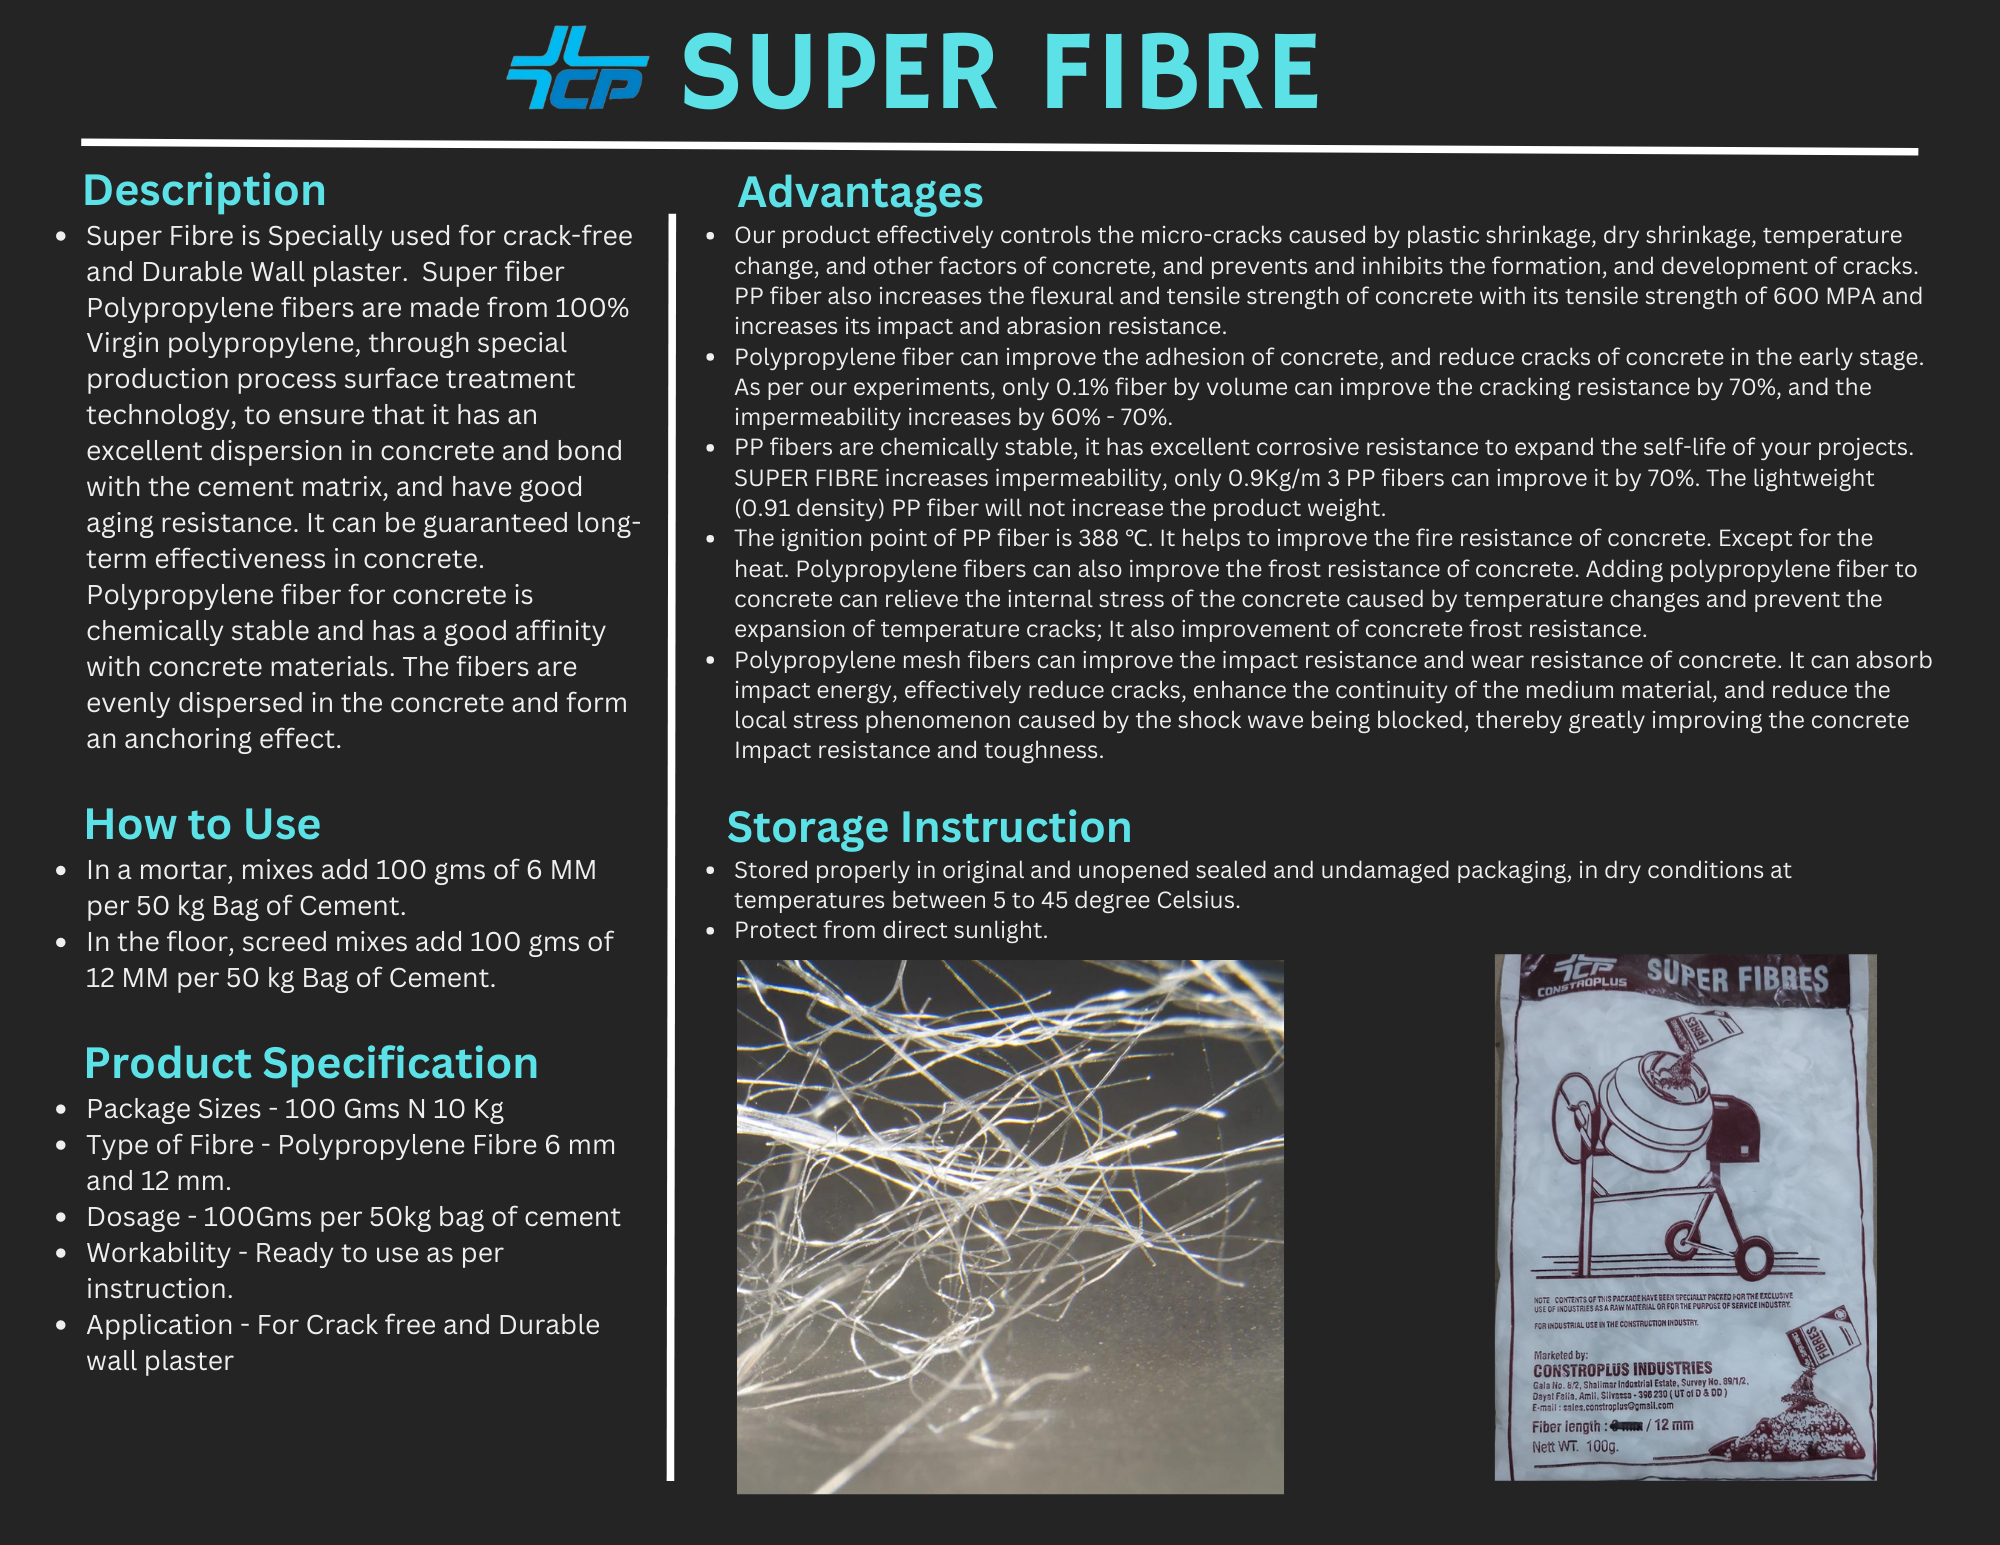 CP SUPER FIBRE
Description
• Super Fibre is Specially used for crack-free
and Durable Wall plaster.  Super fiber
Polypropylene fibers are made from 100%
Virgin polypropylene, through special
production process surface treatment
technology, to ensure that it has an
excellent dispersion in concrete and bond
with the cement matrix, and have good
aging resistance. It can be guaranteed long-
term effectiveness in concrete.
Polypropylene fiber for concrete is
chemically stable and has a good affinity
with concrete materials. The fibers are
evenly dispersed in the concrete and form
an anchoring effect.
How to Use
• In a mortar, mixes add 100 gms of 6 MM
per 50 kg Bag of Cement.
• In the floor, screed mixes add 100 gms of
12 MM per 50 kg Bag of Cement.
Product Specification
• Package Sizes - 100 Gms N 10 Kg
• Type of Fibre - Polypropylene Fibre 6 mm
and 12 mm.
• Dosage - 100Gms per 50kg bag of cement
• Workability - Ready to use as per
instruction.
• Application - For Crack free and Durable
wall plaster
Advantages
• Our product effectively controls the micro-cracks caused by plastic shrinkage, dry shrinkage, temperature
change, and other factors of concrete, and prevents and inhibits the formation, and development of cracks.
PP fiber also increases the flexural and tensile strength of concrete with its tensile strength of 600 MPA and
increases its impact and abrasion resistance.
• Polypropylene fiber can improve the adhesion of concrete, and reduce cracks of concrete in the early stage.
As per our experiments, only 0.1% fiber by volume can improve the cracking resistance by 70%, and the
impermeability increases by 60% - 70%.
• PP fibers are chemically stable, it has excellent corrosive resistance to expand the self-life of your projects.
SUPER FIBRE increases impermeability, only 0.9Kg/m 3 PP fibers can improve it by 70%. The lightweight
(0.91 density) PP fiber will not increase the product weight.
• The ignition point of PP fiber is 388 ℃. It helps to improve the fire resistance of concrete. Except for the
heat. Polypropylene fibers can also improve the frost resistance of concrete. Adding polypropylene fiber to
concrete can relieve the internal stress of the concrete caused by temperature changes and prevent the
expansion of temperature cracks; It also improvement of concrete frost resistance.
• Polypropylene mesh fibers can improve the impact resistance and wear resistance of concrete. It can absorb
impact energy, effectively reduce cracks, enhance the continuity of the medium material, and reduce the
local stress phenomenon caused by the shock wave being blocked, thereby greatly improving the concrete
Impact resistance and toughness.
Storage Instruction
• Stored properly in original and unopened sealed and undamaged packaging, in dry conditions at
temperatures between 5 to 45 degree Celsius.
• Protect from direct sunlight.
CP
CONSTROPLUS SUPER FIBRES
FIBRES
NOTE : CONTENTS OF THIS PACKAGE HAVE BEEN SPECIALLY PACKED FOR THE EXCLUSIVE
USE OF INDUSTRIES AS A RAW MATERIAL OR FOR THE PURPOSE OF SERVICE INDUSTRY.
FOR INDUSTRIAL USE IN THE CONSTRUCTION INDUSTRY.
FIBRES
Marketed by:
CONSTROPLUS INDUSTRIES
Gala No. 6/2, Shalimar Industrial Estate, Survey No. 89/1/2,
Dayat Falia, Amli, Silvassa - 396 230 ( UT of D & DD )
E-mail : sales.constroplus@gmail.com
Fiber length : / 12 mm
Nett WT. 100g.